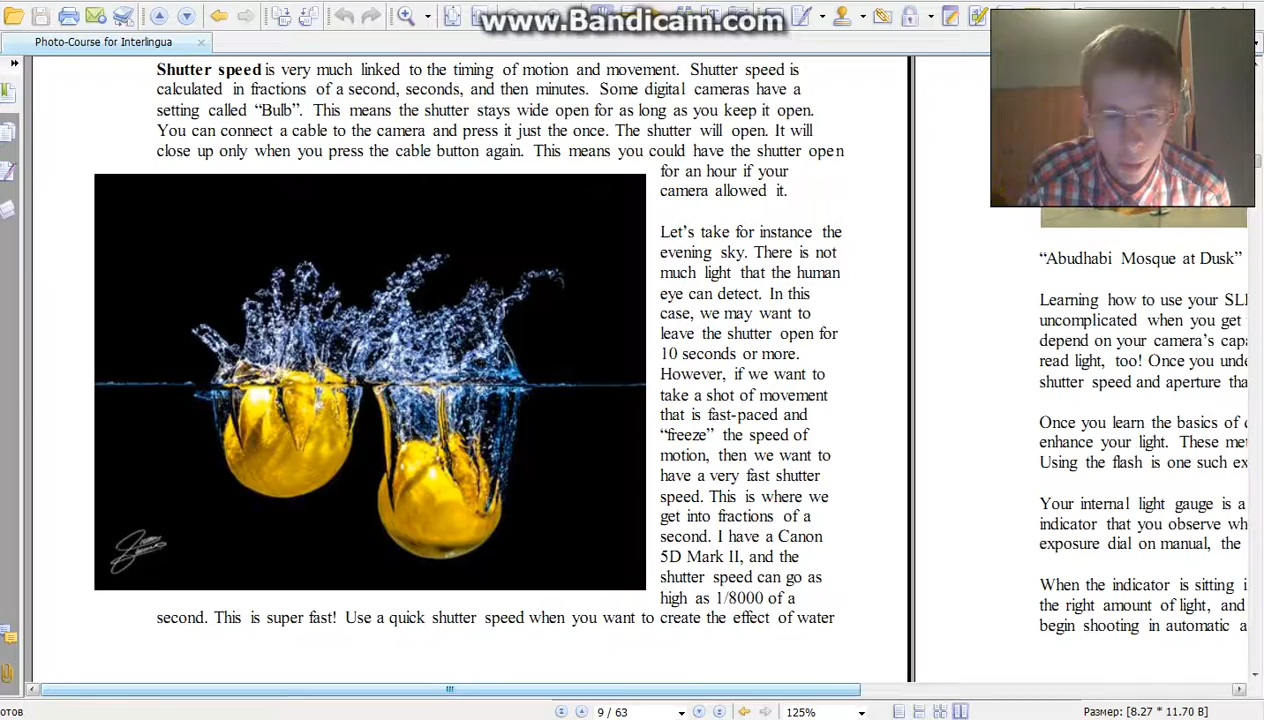 www.Bandicam.com
Photo-Course for Interlingua
Shutter speed is very much linked to the timing of motion and movement. Shutter speed is
calculated in fractions of a second, seconds, and then minutes. Some digital cameras have a
setting called “Bulb”. This means the shutter stays wide open for as long as you keep it open.
You can connect a cable to the camera and press it just the once. The shutter will open. It will
close up only when you press the cable button again. This means you could have the shutter open
for an hour if your
camera allowed it.
Let’s take for instance the
evening sky. There is not
much light that the human
eye can detect. In this
case, we may want to
leave the shutter open for
10 seconds or more.
However, if we want to
take a shot of movement
that is fast-paced and
“freeze” the speed of
motion, then we want to
have a very fast shutter
speed. This is where we
get into fractions of a
second. I have a Canon
5D Mark II, and the
shutter speed can go as
high as 1/8000 of a
second. This is super fast! Use a quick shutter speed when you want to create the effect of water
“Abudhabi Mosque at Dusk”
Learning how to use your SLI
uncomplicated when you get
depend on your camera’s capa
read light, too! Once you unde
shutter speed and aperture tha
Once you learn the basics of c
enhance your light. These met
Using the flash is one such ex
Your internal light gauge is a
indicator that you observe wh
exposure dial on manual, the
When the indicator is sitting i
the right amount of light, and
begin shooting in automatic a
отов
9 / 63
125%
Размер: [8.27 * 11.70 В]